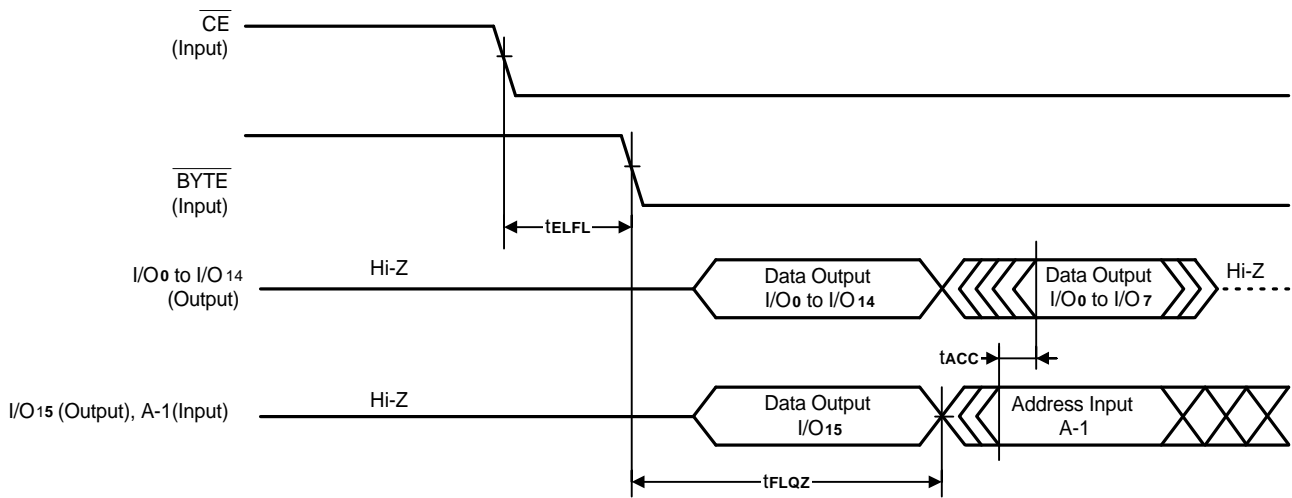 CE
(Input)
BYTE
(Input)
tELFL
I/O0 to I/O14
(Output)
Hi-Z
Data Output
I/O0 to I/O14
Data Output
I/O0 to I/O7
Hi-Z
tACC
I/O15 (Output), A-1(Input)
Hi-Z
Data Output
I/O15
Address Input
A-1
tFLQZ